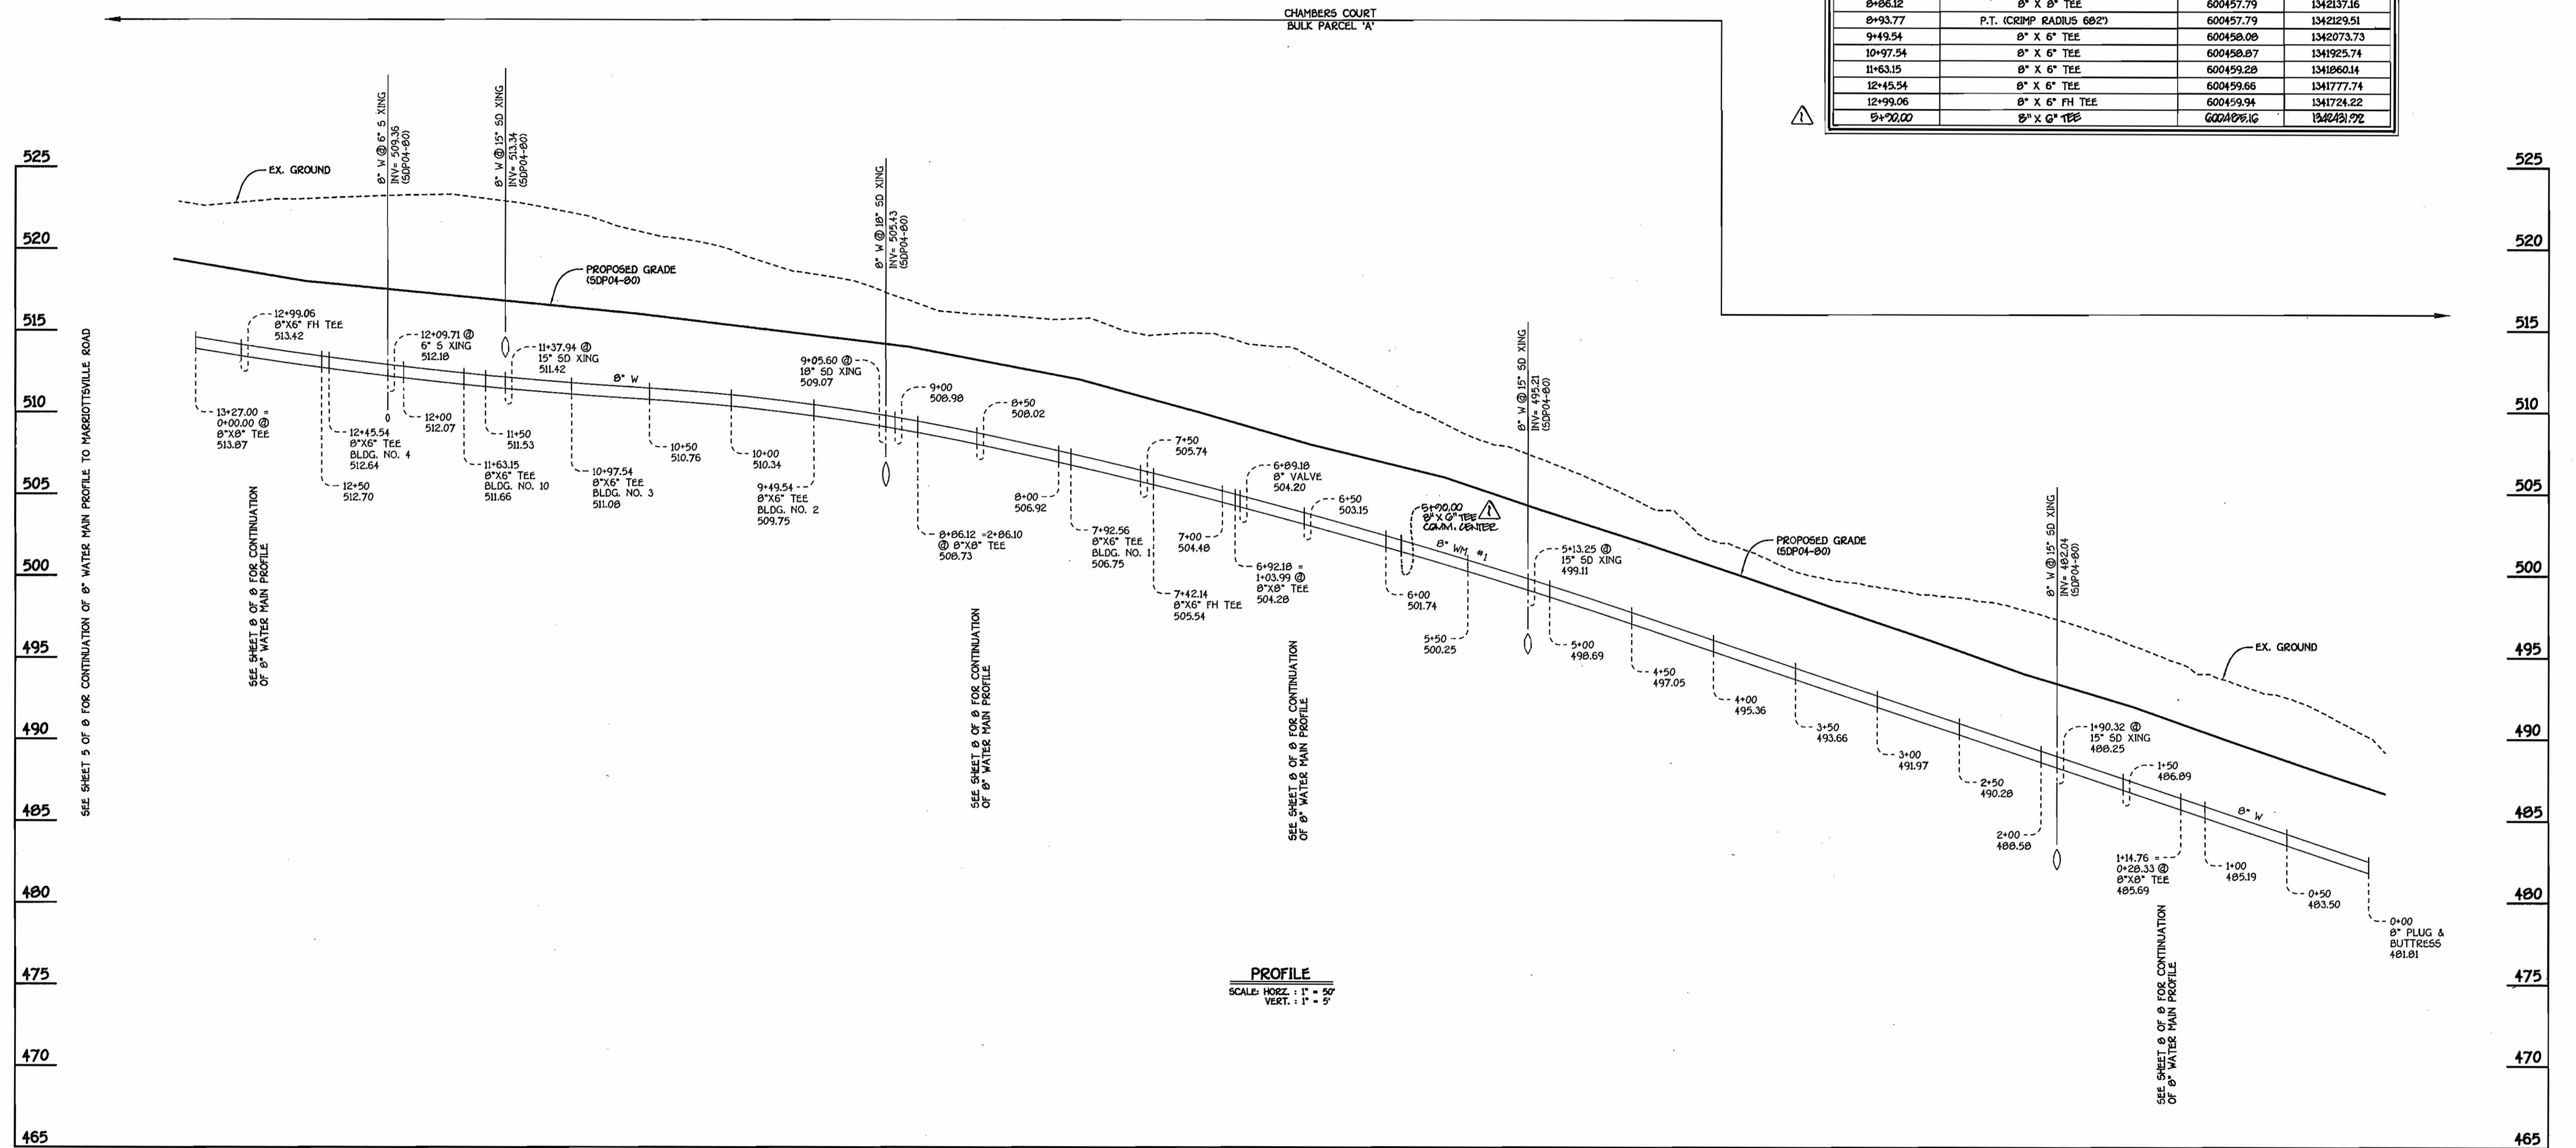 CHAMBERS COURT
BULK PARCEL 'A'
8+86.12 8" X 8" TEE 600457.79 1342137.16
8+93.77 P.T. (CRIMP RADIUS 682') 600457.79 1342129.51
9+49.54 8" X 6" TEE 600458.08 1342073.73
10+97.54 8" X 6" TEE 600458.87 1341925.74
11+63.15 8" X 6" TEE 600459.28 1341860.14
12+45.54 8" X 6" TEE 600459.66 1341777.74
12+99.06 8" X 6" FH TEE 600459.94 1341724.22
1
5+90.00 8" X 6" TEE 600485.16 1342431.92
525
520
515
510
505
500
495
490
485
480
475
470
465
SEE SHEET 5 OF 8 FOR CONTINUATION OF 8" WATER MAIN PROFILE TO MARRIOTTSVILLE ROAD
EX. GROUND
8" W @ 6" S XING
INV= 509.36
(SDP04-80)
8" W @ 15" SD XING
INV= 513.34
(SDP04-80)
PROPOSED GRADE
(SDP04-80)
8" W @ 18" SD XING
INV= 505.43
(SDP04-80)
13+27.00 =
0+00.00 @
8"X8" TEE
513.87
SEE SHEET 8 OF 8 FOR CONTINUATION
OF 8" WATER MAIN PROFILE
12+99.06
8"X6" FH TEE
513.42
12+50
512.70
12+45.54
8"X6" TEE
BLDG. NO. 4
512.64
12+09.71 @
6" S XING
512.18
12+00
512.07
11+63.15
8"X6" TEE
BLDG. NO. 10
511.66
11+50
511.53
11+37.94 @
15" SD XING
511.42
10+97.54
8"X6" TEE
BLDG. NO. 3
511.08
8" W
10+50
510.76
10+00
510.34
9+49.54
8"X6" TEE
BLDG. NO. 2
509.75
9+05.60 @
18" SD XING
509.07
9+00
508.98
8+86.12 =2+86.10
@ 8"X8" TEE
508.73
SEE SHEET 8 OF 8 FOR CONTINUATION
OF 8" WATER MAIN PROFILE
8+50
508.02
8+00
506.92
7+92.56
8"X6" TEE
BLDG. NO. 1
506.75
7+50
505.74
7+42.14
8"X6" FH TEE
505.54
7+00
504.48
6+92.18 =
1+03.99 @
8"X8" TEE
504.28
SEE SHEET 8 OF 8 FOR CONTINUATION
OF 8" WATER MAIN PROFILE
6+89.18
8" VALVE
504.20
6+50
503.15
6+00
501.74
5+90.00
8" X 6" TEE
COMM. CENTER
1
8" WM. #1
5+50
500.25
8" W @ 15" SD XING
INV= 495.21
(SDP04-80)
5+13.25 @
15" SD XING
499.11
5+00
498.69
4+50
497.05
4+00
495.36
PROPOSED GRADE
(SDP04-80)
3+50
493.66
3+00
491.97
2+50
490.28
2+00
488.58
8" W @ 15" SD XING
INV= 482.04
(SDP04-80)
1+90.32 @
15" SD XING
488.25
1+50
486.89
1+14.76 =
0+28.33 @
8"X8" TEE
485.69
SEE SHEET 8 OF 8 FOR CONTINUATION
OF 8" WATER MAIN PROFILE
1+00
485.19
8" W
0+50
483.50
0+00
8" PLUG &
BUTTRESS
481.81
EX. GROUND
PROFILE
SCALE: HORZ. : 1" = 50'
VERT. : 1" = 5'
525
520
515
510
505
500
495
490
485
480
475
470
465